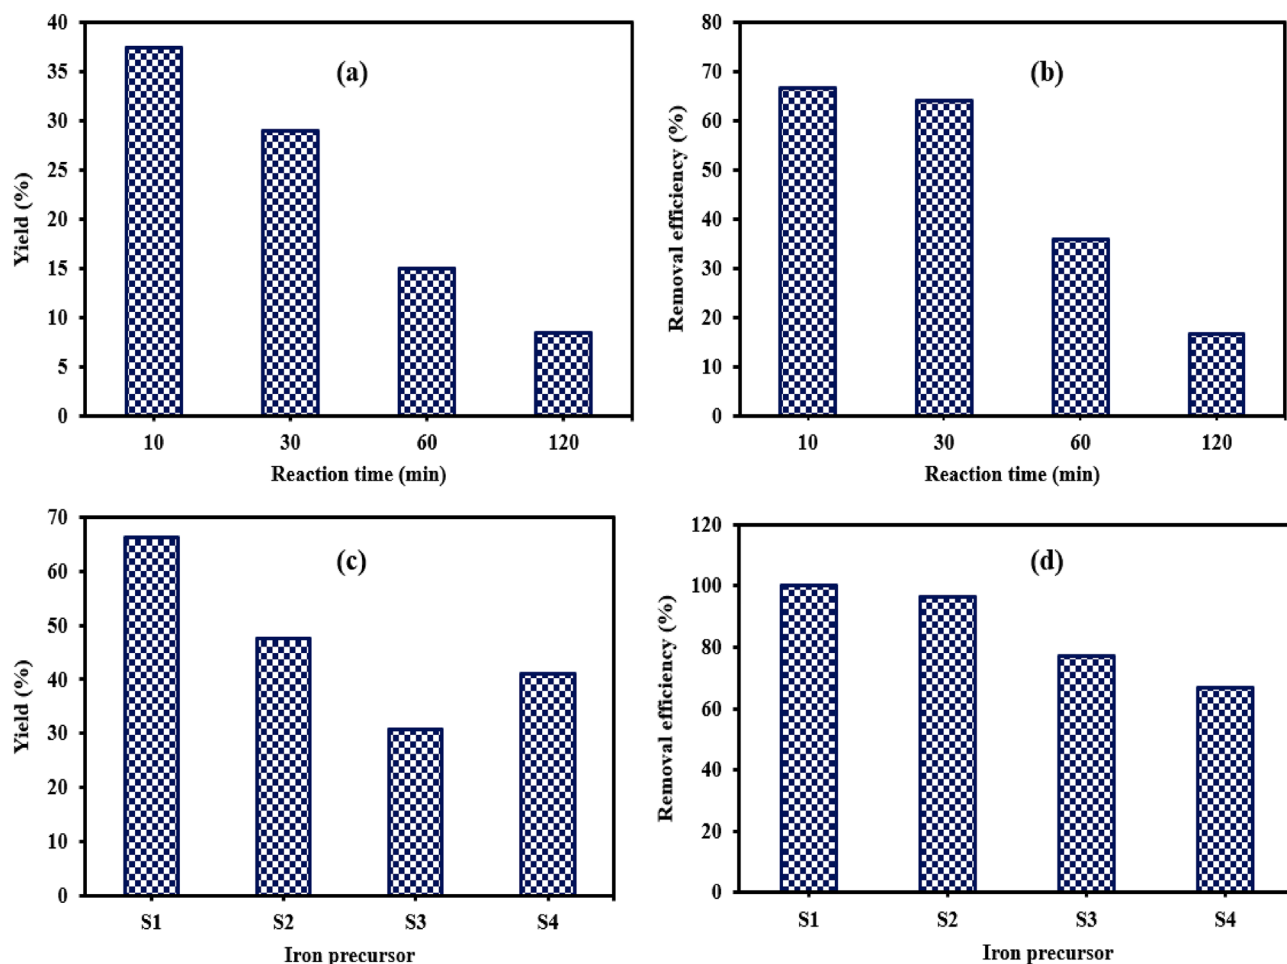 (a)
Yield (%)
40
35
30
25
20
15
10
5
0
10 30 60 120
Reaction time (min)
(b)
Removal efficiency (%)
80
70
60
50
40
30
20
10
0
10 30 60 120
Reaction time (min)
(c)
Yield (%)
70
60
50
40
30
20
10
0
S1 S2 S3 S4
Iron precursor
(d)
Removal efficiency (%)
120
100
80
60
40
20
0
S1 S2 S3 S4
Iron precursor